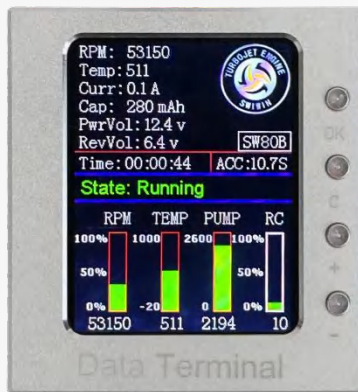 RPM: 53150
Temp: 511
Curr: 0.1 A
Cap: 280 mAh
PwrVol: 12.4 v
RevVol: 6.4 v
TURBOJET ENGINE
SWIWIN
SW80B
Time: 00:00:44 ACC:10.7S
State: Running
RPM TEMP PUMP RC
100% 1000 2600 100%
50% 50%
0% -20 0 0%
53150 511 2194 10
OK
C
+
-
Data Terminal